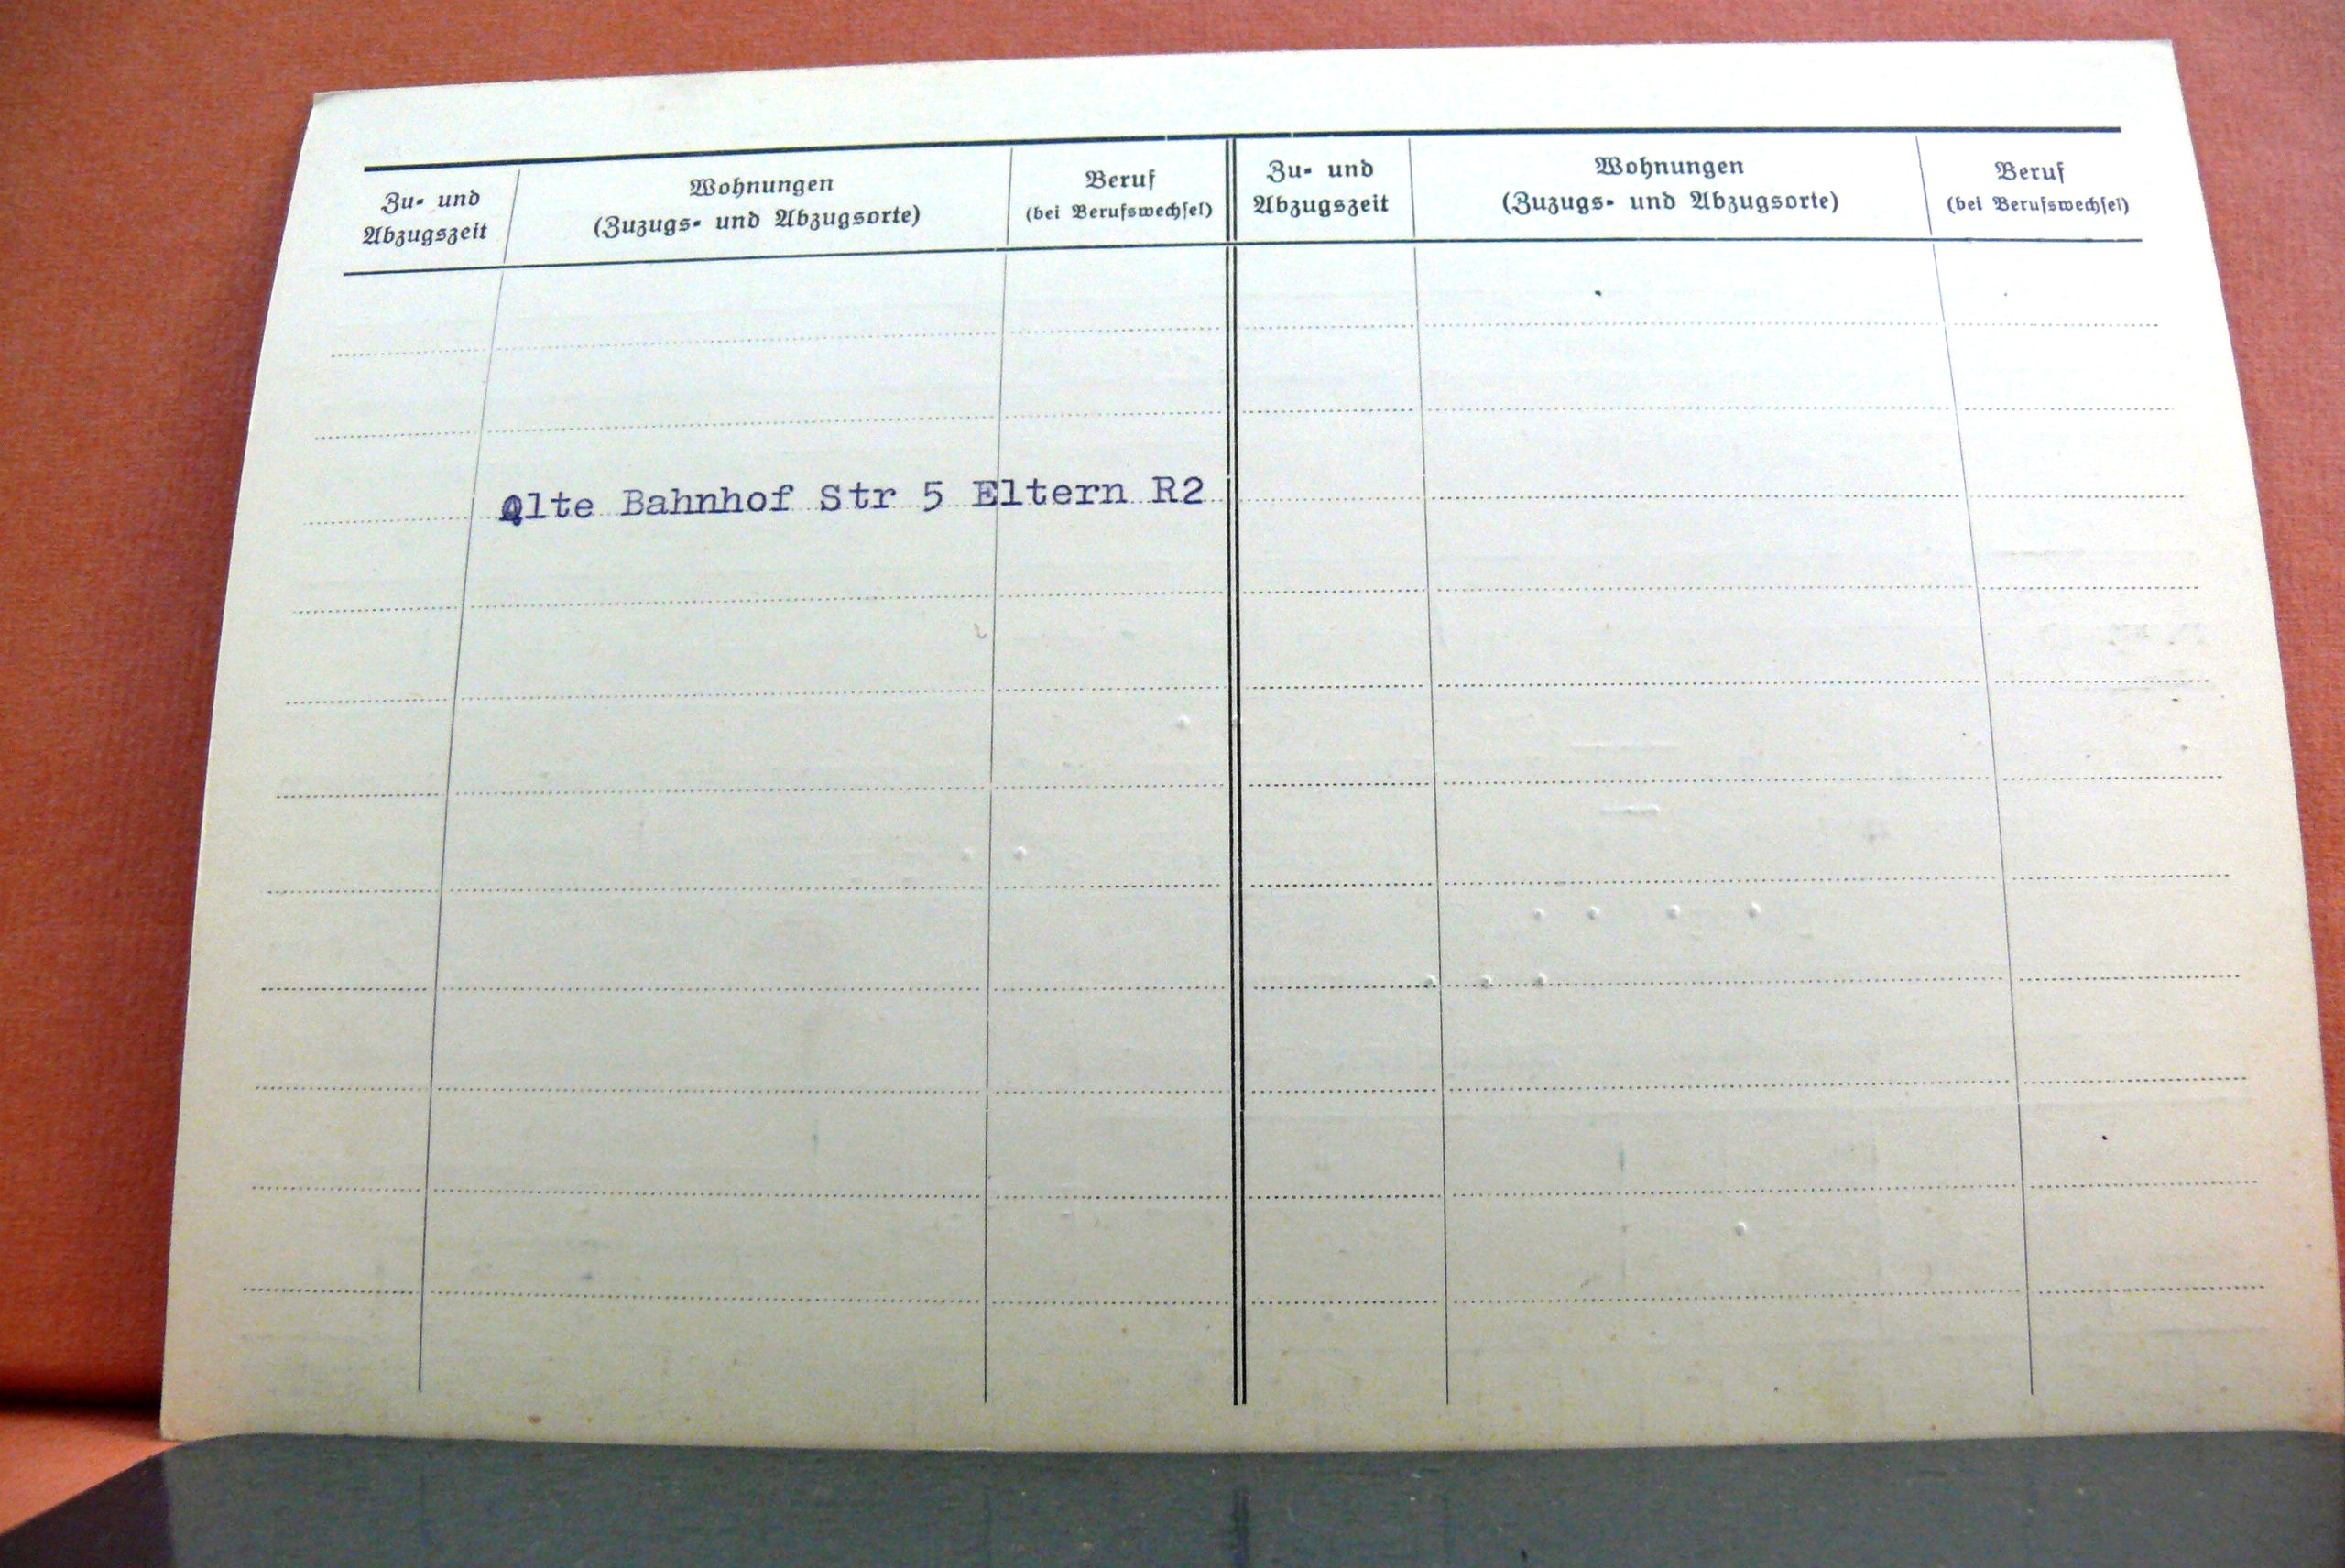 Zu- und
Abzugszeit
Wohnungen
(Zuzugs- und Abzugsorte)
Beruf
(bei Berufswechsel)
Zu- und
Abzugszeit
Wohnungen
(Zuzugs- und Abzugsorte)
Beruf
(bei Berufswechsel)
Alte Bahnhof Str 5 Eltern R2